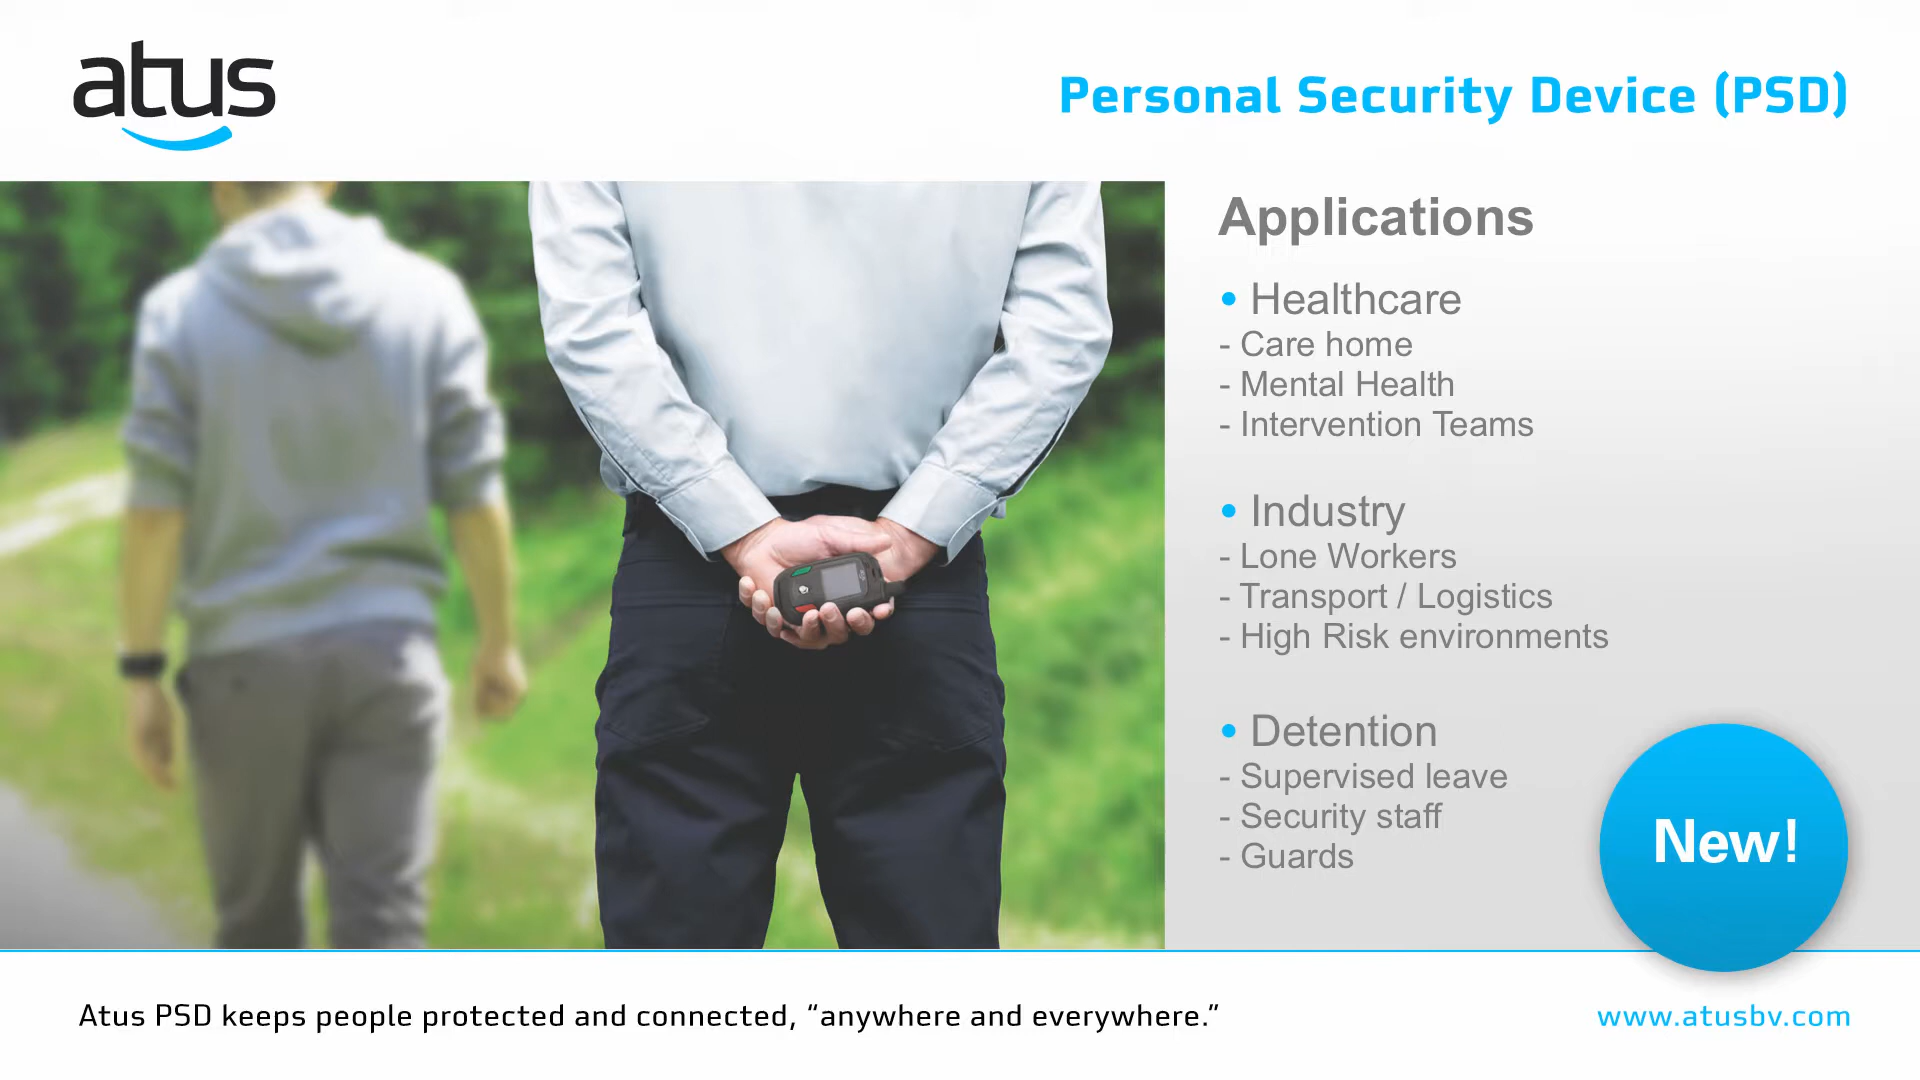 atus
Personal Security Device (PSD)
Applications
• Healthcare
- Care home
- Mental Health
- Intervention Teams
• Industry
- Lone Workers
- Transport / Logistics
- High Risk environments
• Detention
- Supervised leave
- Security staff
- Guards
New!
Atus PSD keeps people protected and connected, “anywhere and everywhere.”
www.atusbv.com